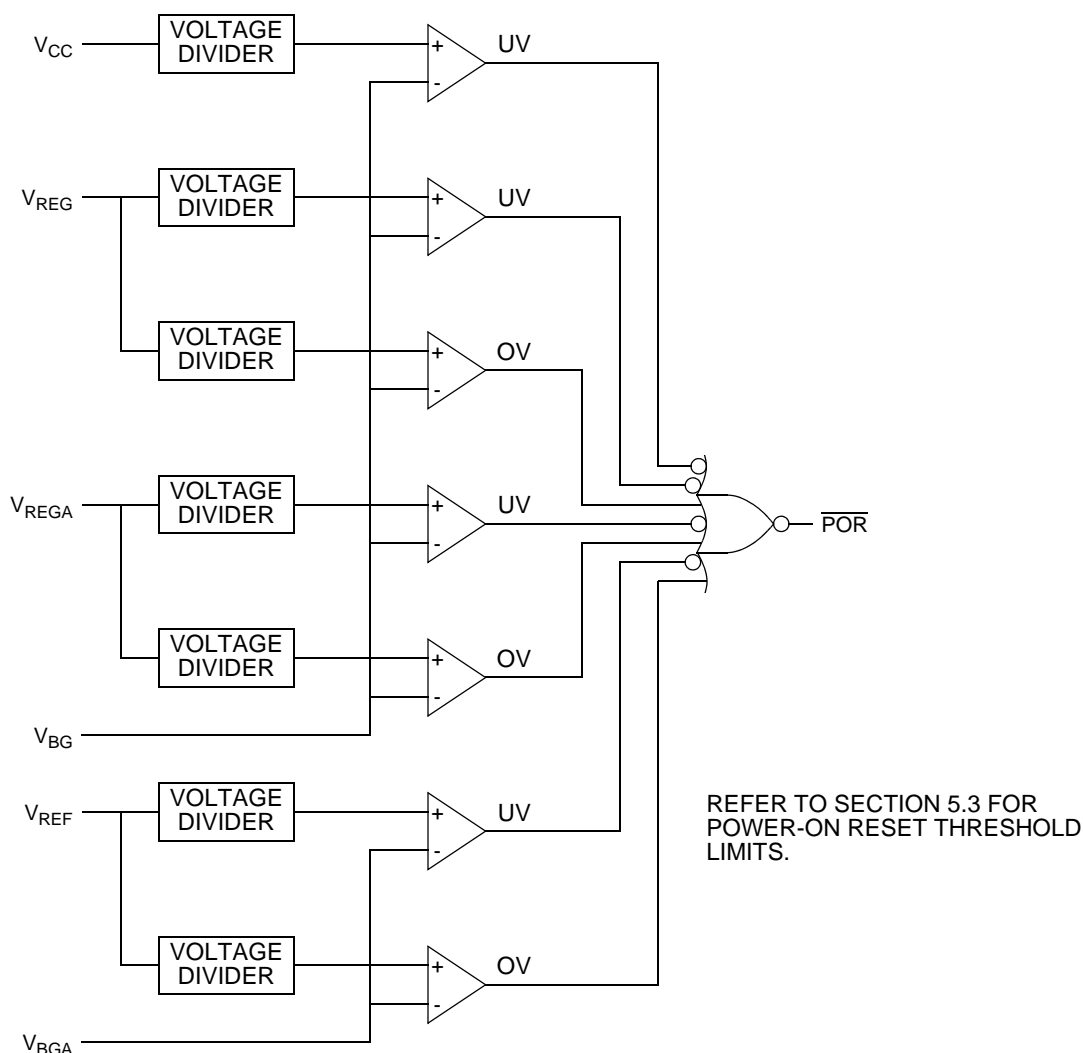 VCC
VOLTAGE
DIVIDER
+
-
UV
VREG
VOLTAGE
DIVIDER
+
-
UV
VOLTAGE
DIVIDER
+
-
OV
VREGA
VOLTAGE
DIVIDER
+
-
UV
POR
VOLTAGE
DIVIDER
+
-
OV
VBG
VREF
VOLTAGE
DIVIDER
+
-
UV
REFER TO SECTION 5.3 FOR
POWER-ON RESET THRESHOLD
LIMITS.
VOLTAGE
DIVIDER
+
-
OV
VBGA